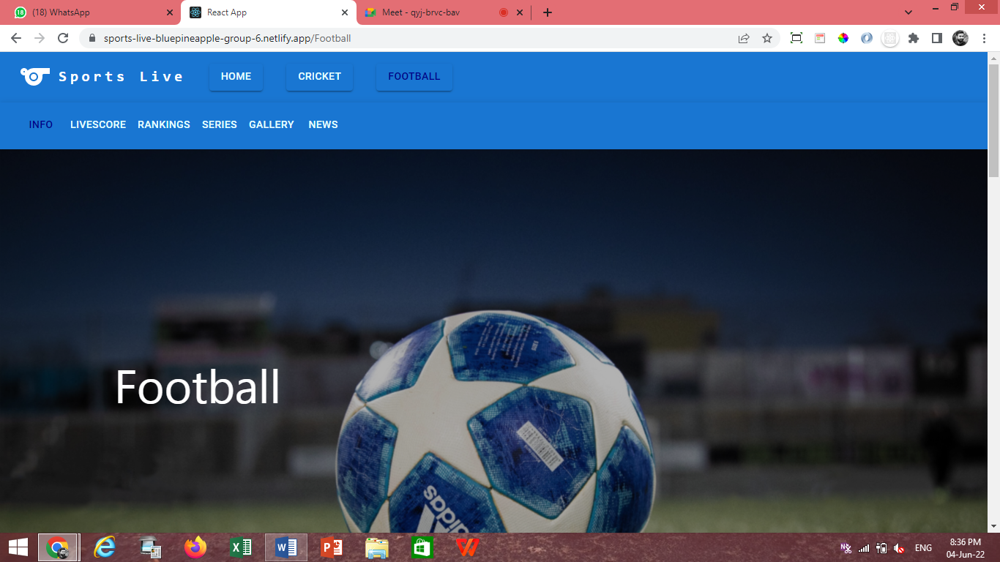 (18) WhatsApp
React App
Meet - qyj-brvc-bav
sports-live-bluepineapple-group-6.netlify.app/Football
Sports Live
HOME
CRICKET
FOOTBALL
INFO
LIVESCORE
RANKINGS
SERIES
GALLERY
NEWS
Football
adidas
ENG
8:36 PM
04-Jun-22